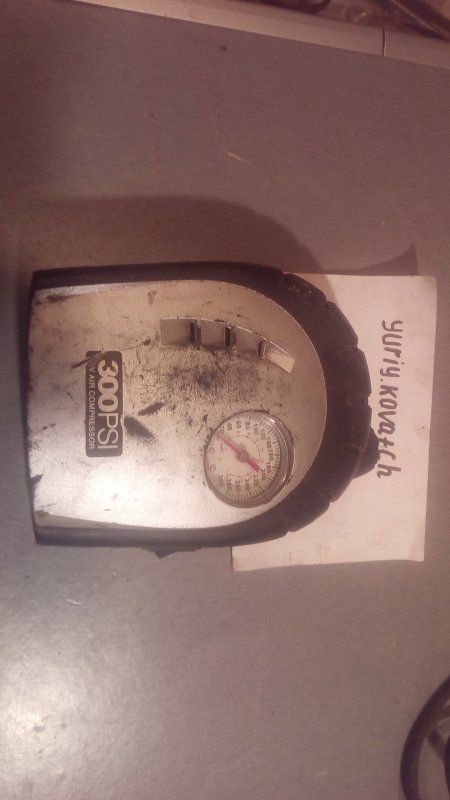 yuriy.kovatch
300PSI
V AIR COMPRESSOR